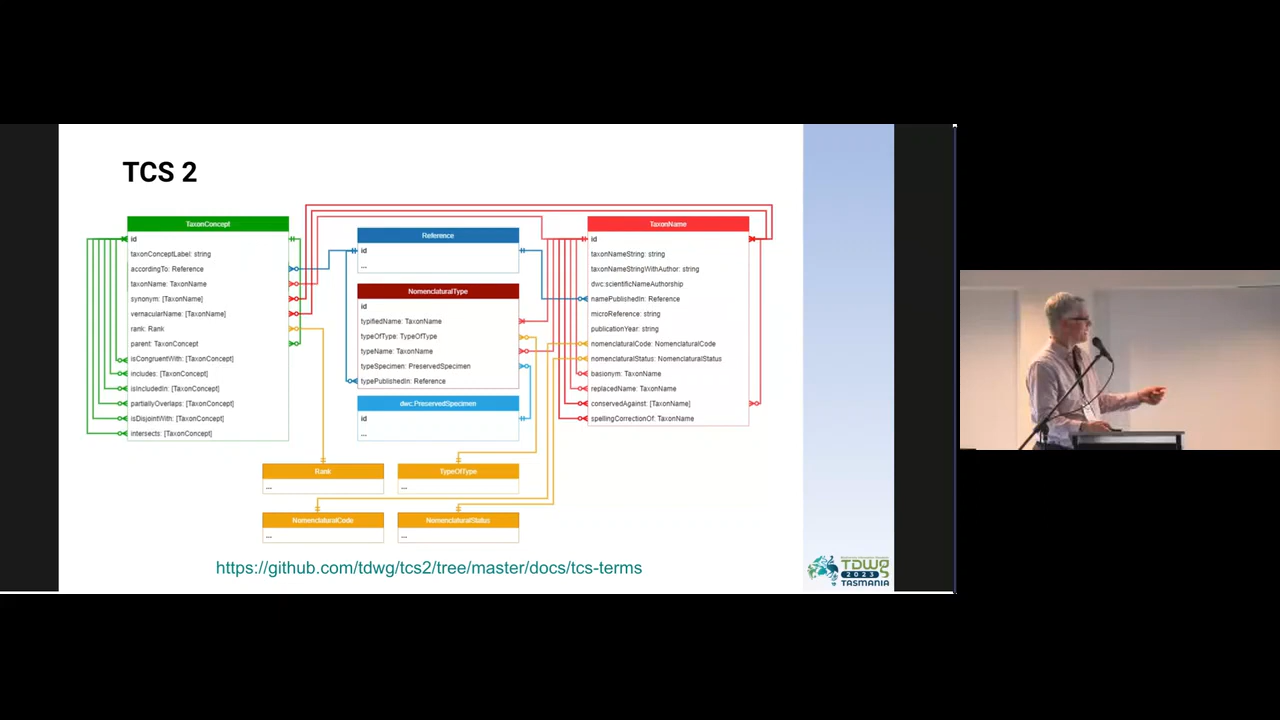 TCS 2
TaxonConcept
id
taxonConceptLabel: string
accordingTo: Reference
taxonName: TaxonName
synonym: [TaxonName]
vernacularName: [TaxonName]
rank: Rank
parent: TaxonConcept
isCongruentWith: [TaxonConcept]
includes: [TaxonConcept]
isIncludedIn: [TaxonConcept]
partiallyOverlaps: [TaxonConcept]
isDisjointWith: [TaxonConcept]
intersects: [TaxonConcept]
Reference
id
...
NomenclaturalType
id
typifiedName: TaxonName
typeOfType: TypeOfType
typeName: TaxonName
typeSpecimen: PreservedSpecimen
typePublishedIn: Reference
dwc:PreservedSpecimen
id
...
TaxonName
id
taxonNameString: string
taxonNameStringWithAuthor: string
dwc:scientificNameAuthorship
namePublishedIn: Reference
microReference: string
publicationYear: string
nomenclaturalCode: NomenclaturalCode
nomenclaturalStatus: NomenclaturalStatus
basionym: TaxonName
replacedName: TaxonName
conservedAgainst: [TaxonName]
spellingCorrectionOf: TaxonName
Rank
...
TypeOfType
...
NomenclaturalCode
...
NomenclaturalStatus
...
https://github.com/tdwg/tcs2/tree/master/docs/tcs-terms
TDWG
2023
TASMANIA